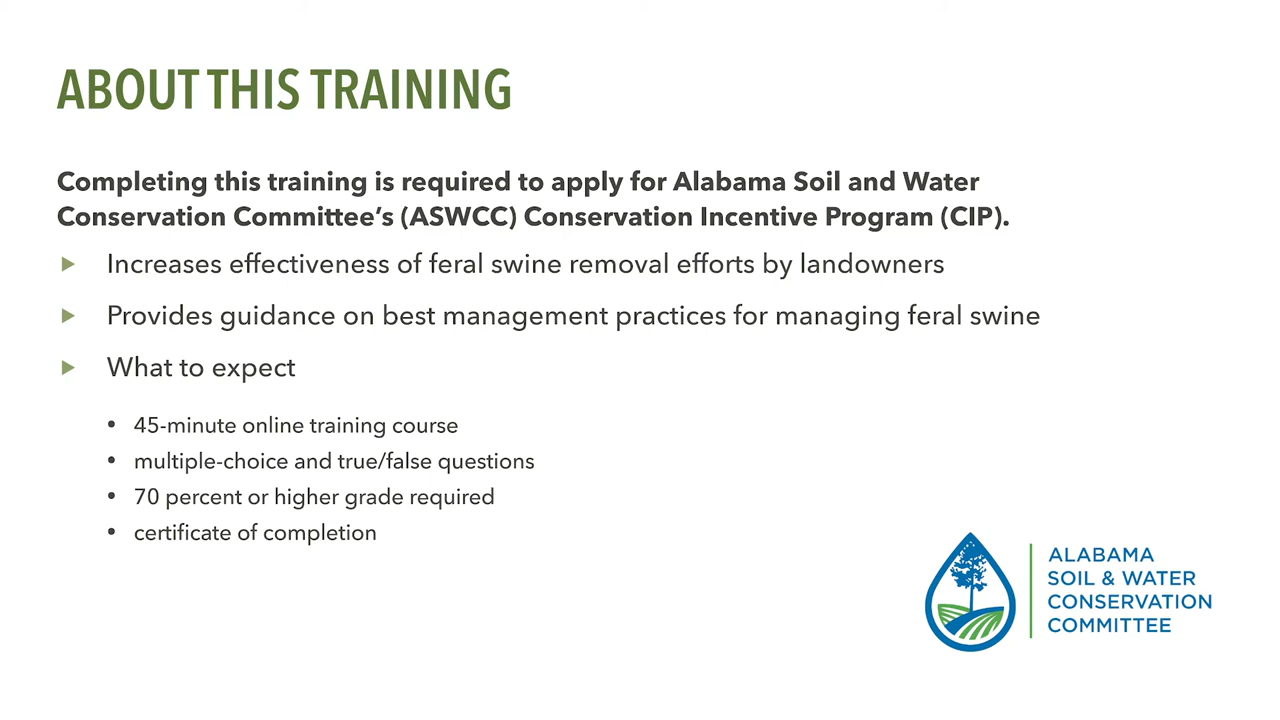 ABOUT THIS TRAINING
Completing this training is required to apply for Alabama Soil and Water
Conservation Committee’s (ASWCC) Conservation Incentive Program (CIP).
Increases effectiveness of feral swine removal efforts by landowners
Provides guidance on best management practices for managing feral swine
What to expect
• 45-minute online training course
• multiple-choice and true/false questions
• 70 percent or higher grade required
• certificate of completion
ALABAMA
SOIL & WATER
CONSERVATION
COMMITTEE